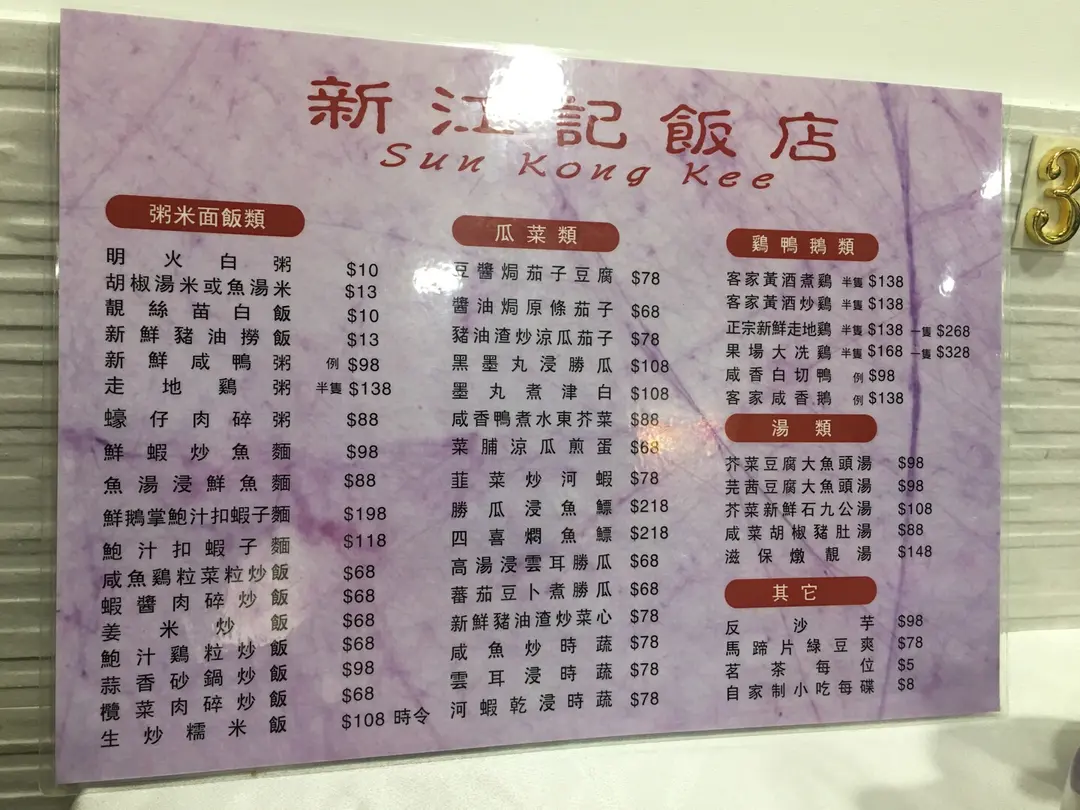 新江記飯店
Sun Kong Kee
粥米面飯類
明火白粥 $10
胡椒湯米或魚湯米 $13
靚絲苗白飯 $10
新鮮豬油撈飯 $13
新鮮咸鴨粥 例 $98
走地鷄粥 半隻 $138
蠔仔肉碎粥 $88
鮮蝦炒魚麵 $98
魚湯浸鮮魚麵 $88
鮮鵝掌鮑汁扣蝦子麵 $198
鮑汁扣蝦子麵 $118
咸魚鷄粒菜粒炒飯 $68
蝦醬肉碎炒飯 $68
姜米炒飯 $68
鮑汁鷄粒炒飯 $68
蒜香砂鍋炒飯 $98
欖菜肉碎炒飯 $68
生炒糯米飯 $108 時令
瓜菜類
豆醬焗茄子豆腐 $78
醬油焗原條茄子 $68
豬油渣炒涼瓜茄子 $78
黑墨丸浸勝瓜 $108
墨丸煮津白 $108
咸香鴨煮水東芥菜 $88
菜脯涼瓜煎蛋 $68
韮菜炒河蝦 $78
勝瓜浸魚鰾 $218
四喜燜魚鰾 $218
高湯浸雲耳勝瓜 $68
蕃茄豆卜煮勝瓜 $68
新鮮豬油渣炒菜心 $78
咸魚炒時蔬 $78
雲耳浸時蔬 $78
河蝦乾浸時蔬 $78
鷄鴨鵝類
客家黃酒煮鷄 半隻 $138
客家黃酒炒鷄 半隻 $138
正宗新鮮走地鷄 半隻 $138 一隻 $268
果場大冼鷄 半隻 $168 一隻 $328
咸香白切鴨 例 $98
客家咸香鵝 例 $138
湯類
芥菜豆腐大魚頭湯 $98
芫茜豆腐大魚頭湯 $98
芥菜新鮮石九公湯 $108
咸菜胡椒豬肚湯 $88
滋保燉靚湯 $148
其它
反沙芋 $98
馬蹄片綠豆爽 $78
茗茶每位 $5
自家制小吃每碟 $8
3